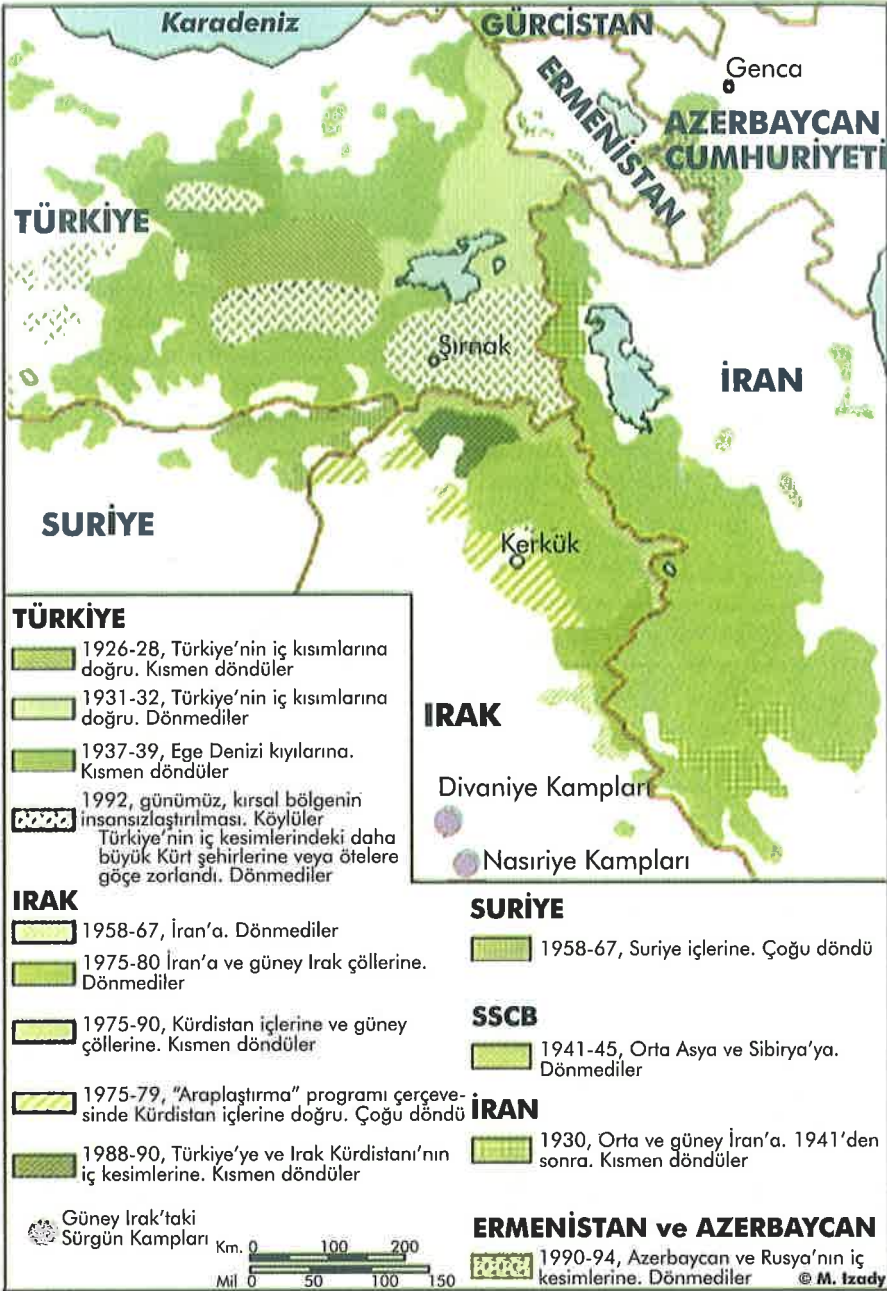 Karadeniz
GÜRCİSTAN
Genca
ERMENİSTAN
AZERBAYCAN
CUMHURİYETİ
TÜRKİYE
Şırnak
İRAN
SURİYE
Kerkük
IRAK
Divaniye Kampları
Nasıriye Kampları
TÜRKİYE
1926-28, Türkiye'nin iç kısımlarına
doğru. Kısmen döndüler
1931-32, Türkiye'nin iç kısımlarına
doğru. Dönmediler
1937-39, Ege Denizi kıyılarına.
Kısmen döndüler
1992, günümüz, kırsal bölgenin
insansızlaştırılması. Köylüler
Türkiye'nin iç kesimlerindeki daha
büyük Kürt şehirlerine veya ötelere
göçe zorlandı. Dönmediler
IRAK
1958-67, İran'a. Dönmediler
1975-80 İran'a ve güney Irak çöllerine.
Dönmediler
1975-90, Kürdistan içlerine ve güney
çöllerine. Kısmen döndüler
1975-79, "Araplaştırma" programı çerçeve-
sinde Kürdistan içlerine doğru. Çoğu döndü
1988-90, Türkiye'ye ve Irak Kürdistanı'nın
iç kesimlerine. Kısmen döndüler
Güney Irak'taki
Sürgün Kampları
Km. 0 100 200
Mil 0 50 100 150
SURİYE
1958-67, Suriye içlerine. Çoğu döndü
SSCB
1941-45, Orta Asya ve Sibirya'ya.
Dönmediler
İRAN
1930, Orta ve güney İran'a. 1941'den
sonra. Kısmen döndüler
ERMENİSTAN ve AZERBAYCAN
1990-94, Azerbaycan ve Rusya'nın iç
kesimlerine. Dönmediler
© M. Izady